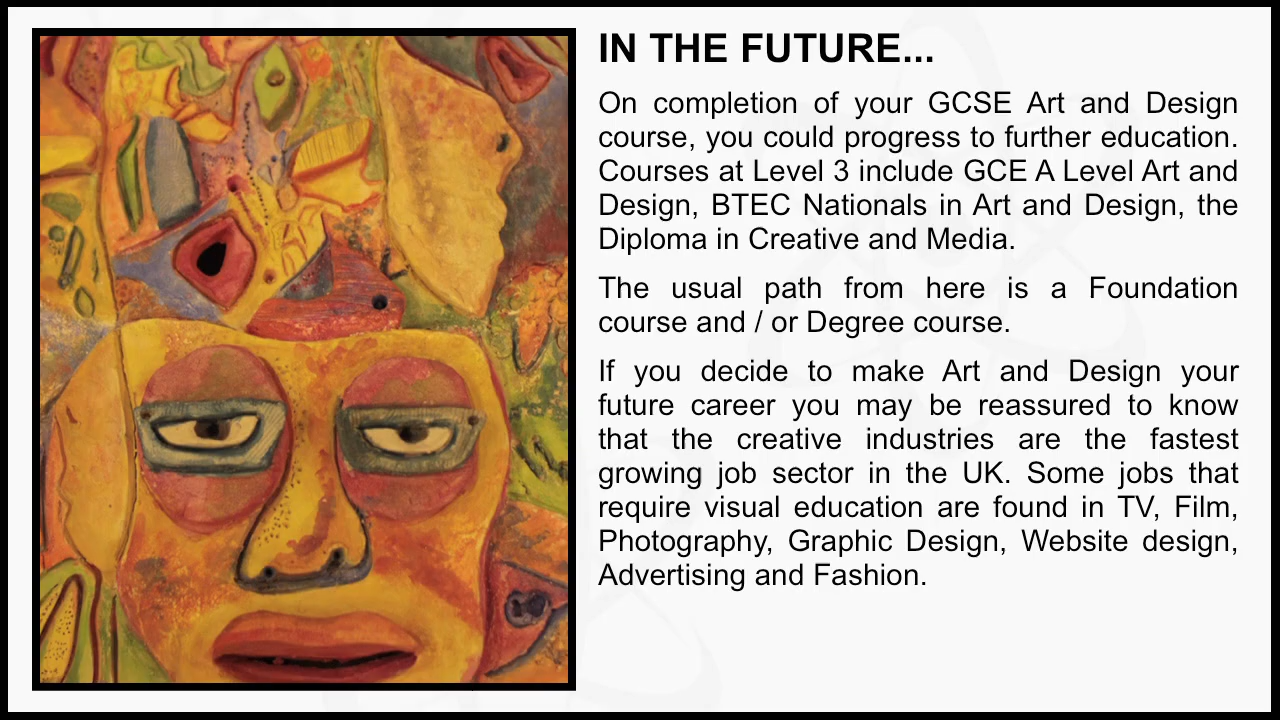 IN THE FUTURE...
On completion of your GCSE Art and Design
course, you could progress to further education.
Courses at Level 3 include GCE A Level Art and
Design, BTEC Nationals in Art and Design, the
Diploma in Creative and Media.
The usual path from here is a Foundation
course and / or Degree course.
If you decide to make Art and Design your
future career you may be reassured to know
that the creative industries are the fastest
growing job sector in the UK. Some jobs that
require visual education are found in TV, Film,
Photography, Graphic Design, Website design,
Advertising and Fashion.